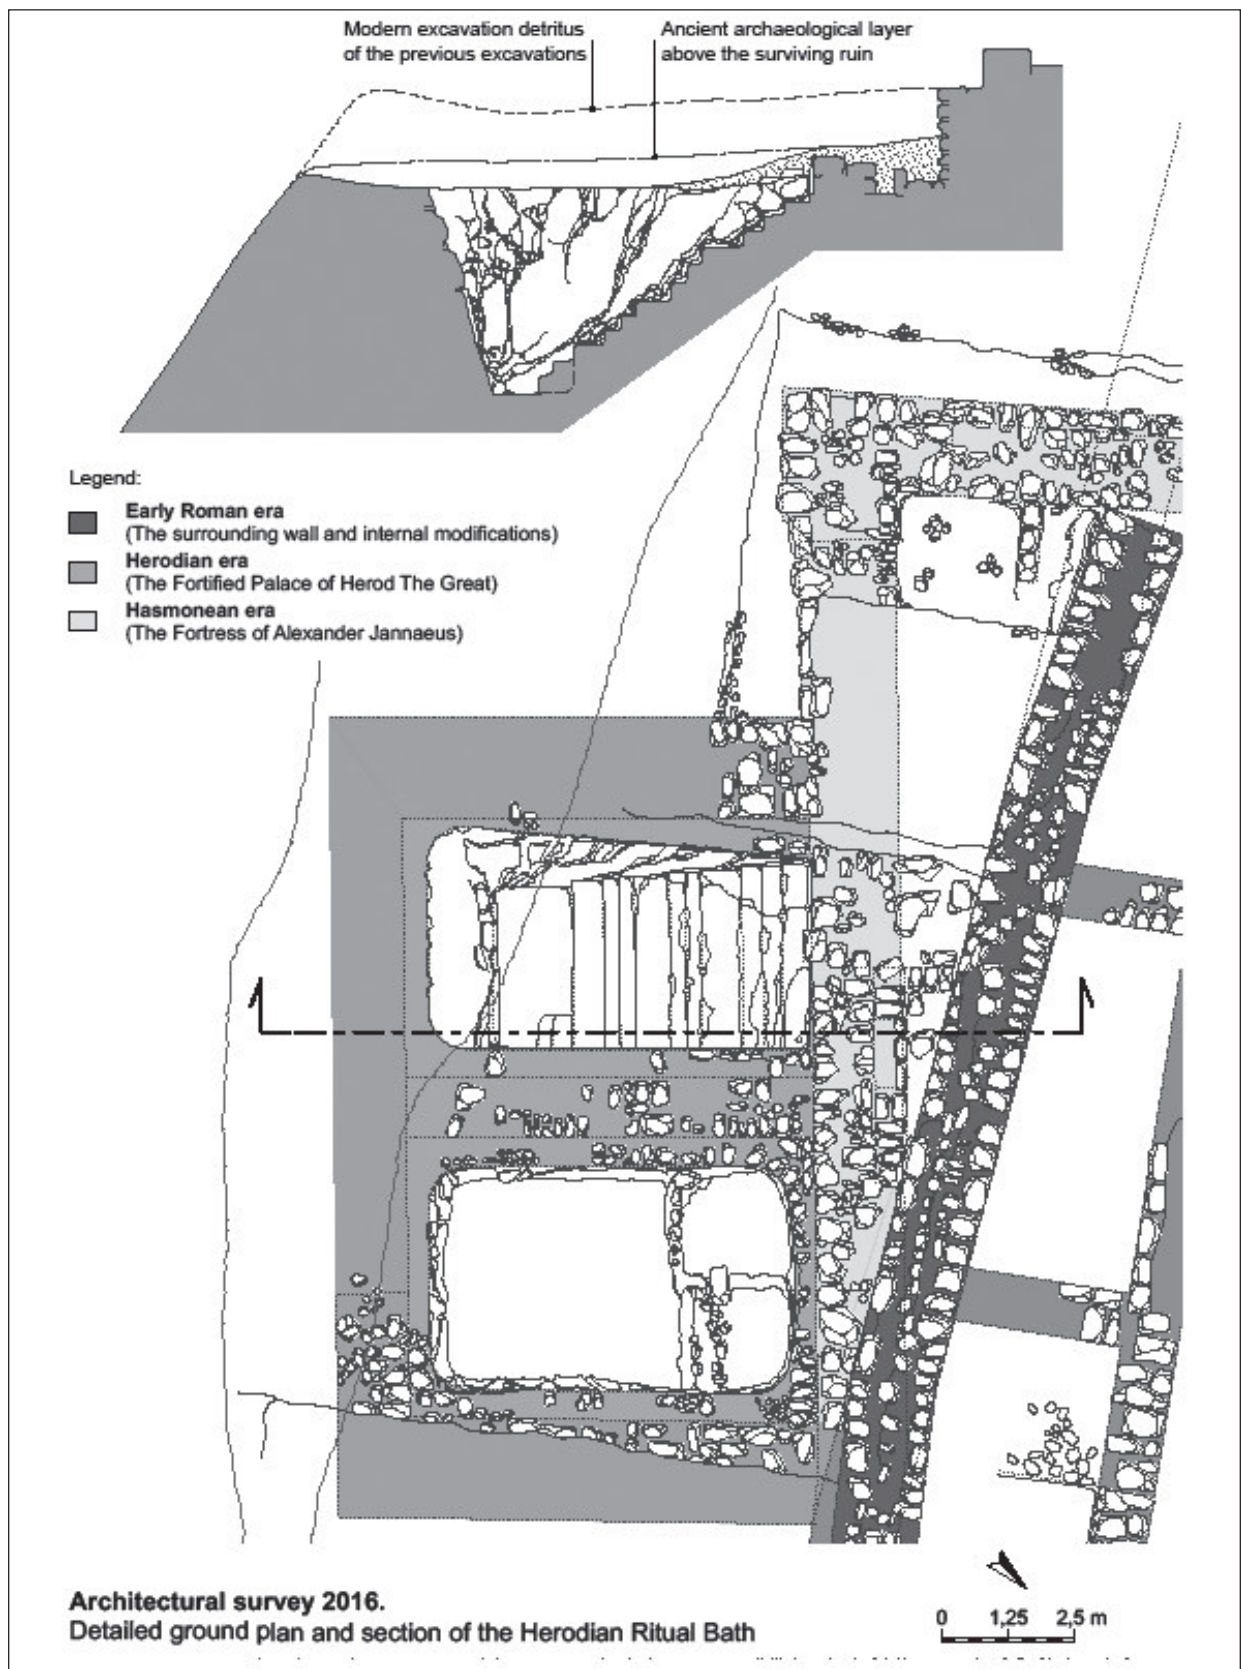 Modern excavation detritus
of the previous excavations
Ancient archaeological layer
above the surviving ruin
Legend:
Early Roman era
(The surrounding wall and internal modifications)
Herodian era
(The Fortified Palace of Herod The Great)
Hasmonean era
(The Fortress of Alexander Jannaeus)
Architectural survey 2016.
Detailed ground plan and section of the Herodian Ritual Bath
0 1,25 2,5 m